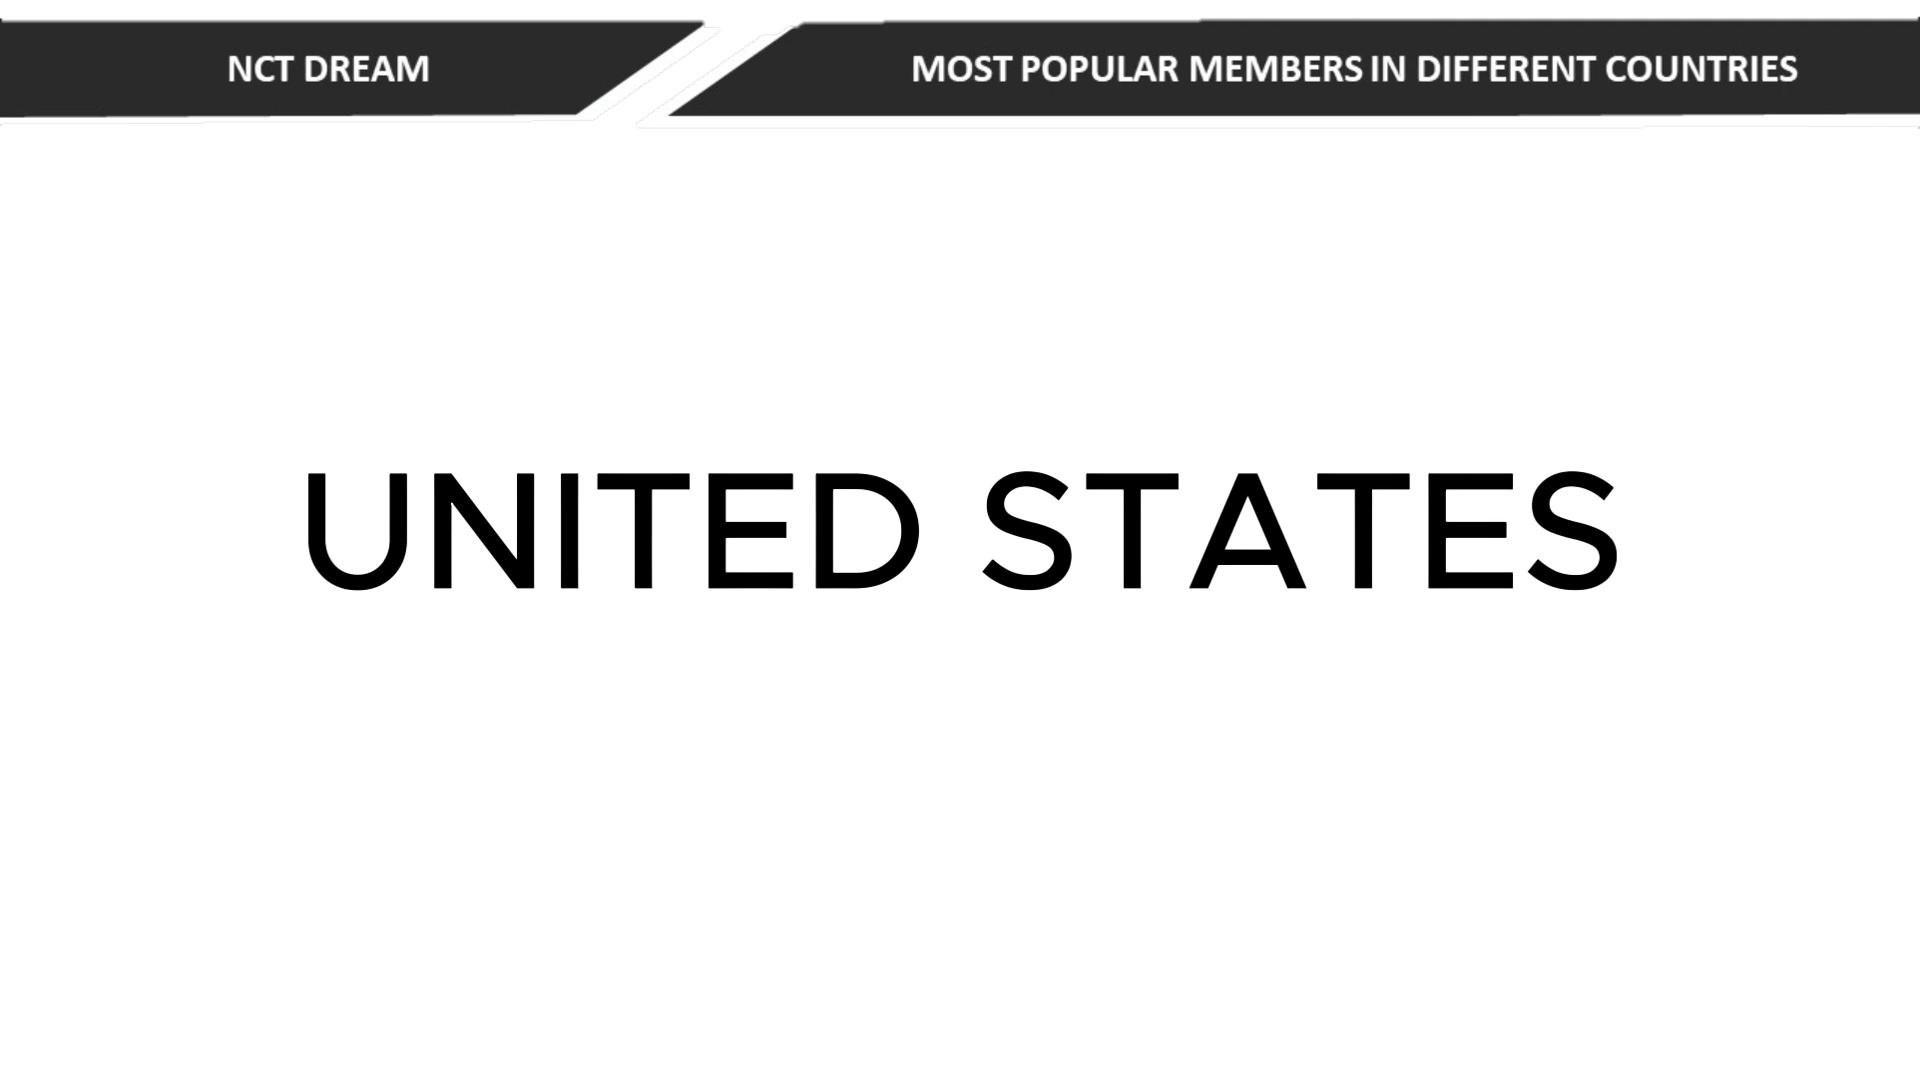 NCT DREAM
MOST POPULAR MEMBERS IN DIFFERENT COUNTRIES
UNITED STATES